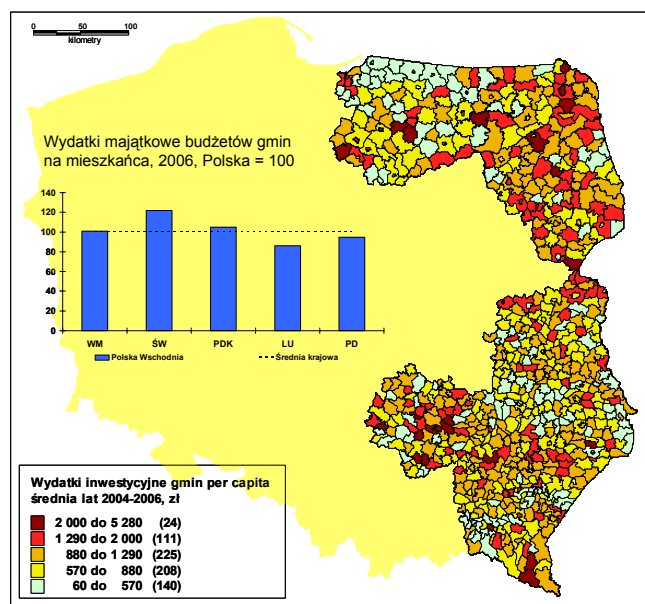 0 50 100
kilometry
Wydatki majątkowe budżetów gmin
na mieszkańca, 2006, Polska = 100
140
120
100
80
60
40
20
0
WM ŚW PDK LU PD
Polska Wschodnia Średnia krajowa
Wydatki inwestycyjne gmin per capita
średnia lat 2004-2006, zł
2 000 do 5 280 (24)
1 290 do 2 000 (111)
880 do 1 290 (225)
570 do 880 (208)
60 do 570 (140)